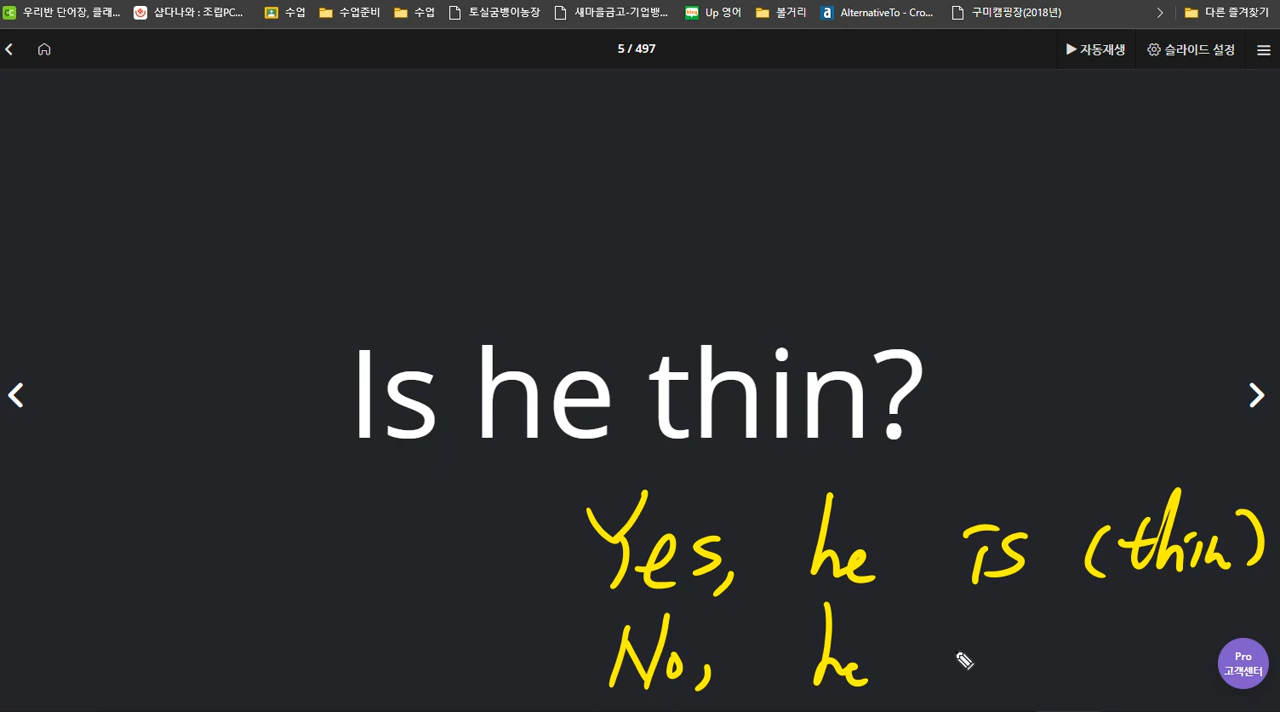 우리반 단어장, 클래... 샵다나와 : 조립PC... 수업 수업준비 수업 토실굼벵이농장 새마을금고-기업뱅... Up 영어 볼거리 AlternativeTo - Cro... 구미캠핑장(2018년) 다른 즐겨찾기
5 / 497 자동재생 슬라이드 설정
Is he thin?
Yes, he is (thin)
No, he
Pro
고객센터